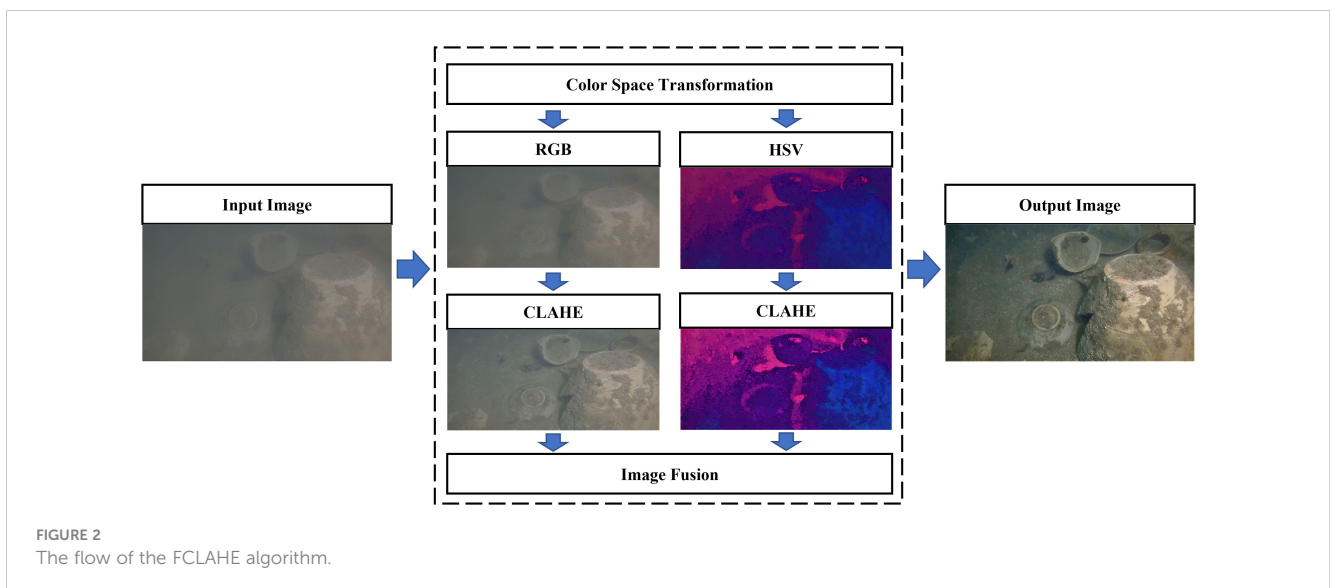 Color Space Transformation
RGB
HSV
Input Image
Output Image
CLAHE
CLAHE
Image Fusion
FIGURE 2
The flow of the FCLAHE algorithm.